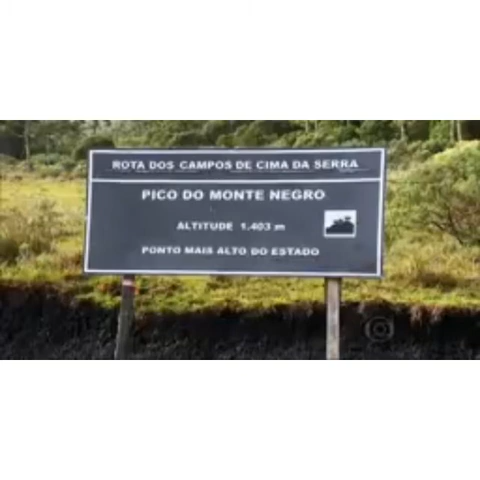 ROTA DOS CAMPOS DE CIMA DA SERRA
PICO DO MONTE NEGRO
ALTITUDE 1.403 m
PONTO MAIS ALTO DO ESTADO